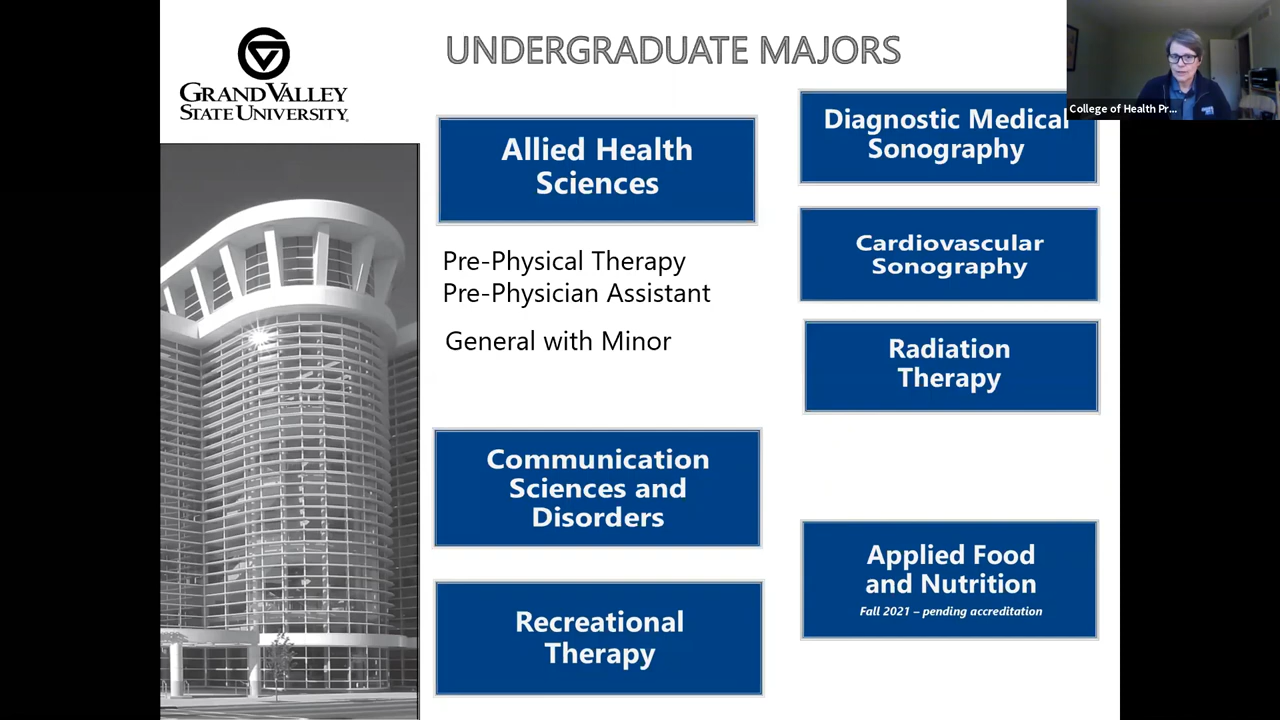 GRANDVALLEY
STATE UNIVERSITY
UNDERGRADUATE MAJORS
Allied Health
Sciences
Pre-Physical Therapy
Pre-Physician Assistant
General with Minor
Communication
Sciences and
Disorders
Recreational
Therapy
Diagnostic Medical
Sonography
Cardiovascular
Sonography
Radiation
Therapy
Applied Food
and Nutrition
Fall 2021 – pending accreditation
College of Health Pr...